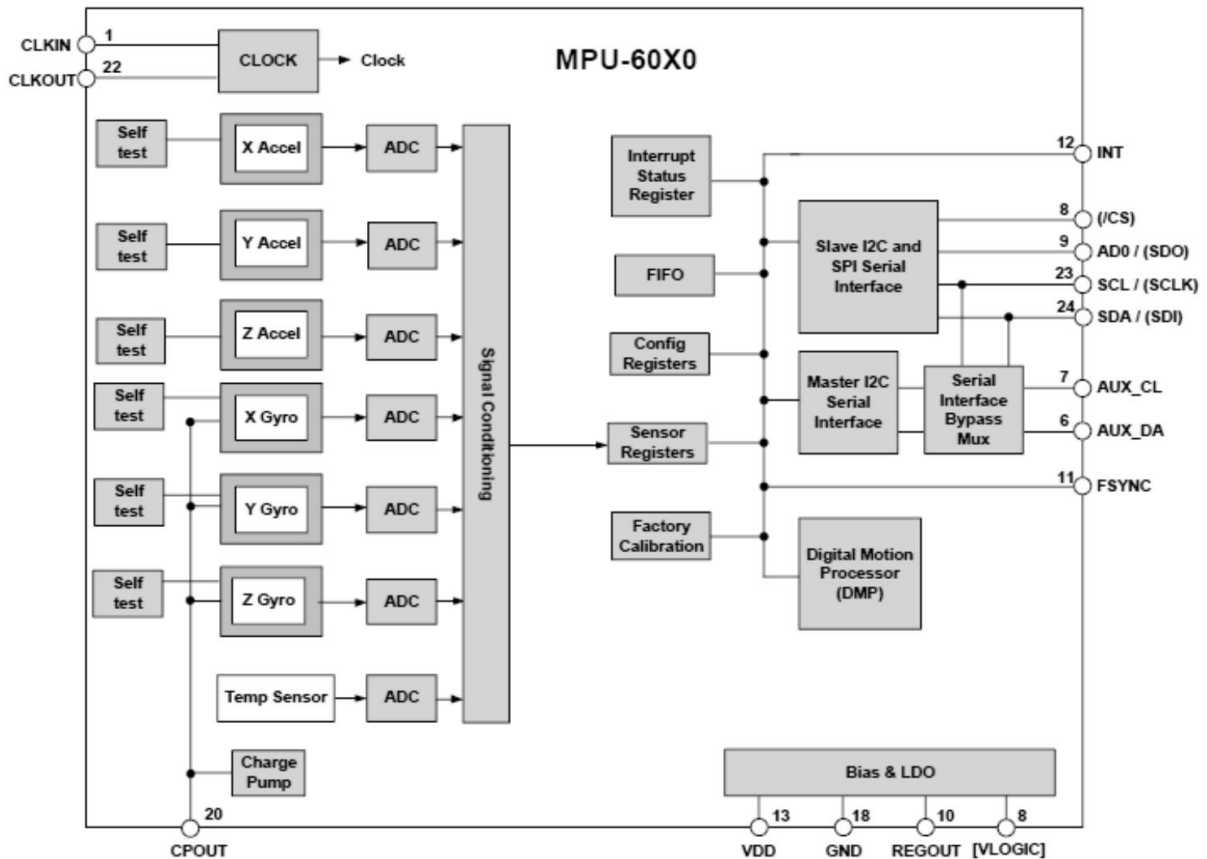 MPU-60X0
CLKIN
1
CLKOUT
22
CLOCK
Clock
Self
test
X Accel
ADC
Self
test
Y Accel
ADC
Self
test
Z Accel
ADC
Self
test
X Gyro
ADC
Self
test
Y Gyro
ADC
Self
test
Z Gyro
ADC
Temp Sensor
ADC
Charge
Pump
20
CPOUT
Signal Conditioning
Interrupt
Status
Register
FIFO
Config
Registers
Sensor
Registers
Factory
Calibration
Slave I2C and
SPI Serial
Interface
Master I2C
Serial
Interface
Serial
Interface
Bypass
Mux
Digital Motion
Processor
(DMP)
12
INT
8
(/CS)
9
AD0 / (SDO)
23
SCL / (SCLK)
24
SDA / (SDI)
7
AUX_CL
6
AUX_DA
11
FSYNC
Bias & LDO
13
VDD
18
GND
10
REGOUT
8
[VLOGIC]